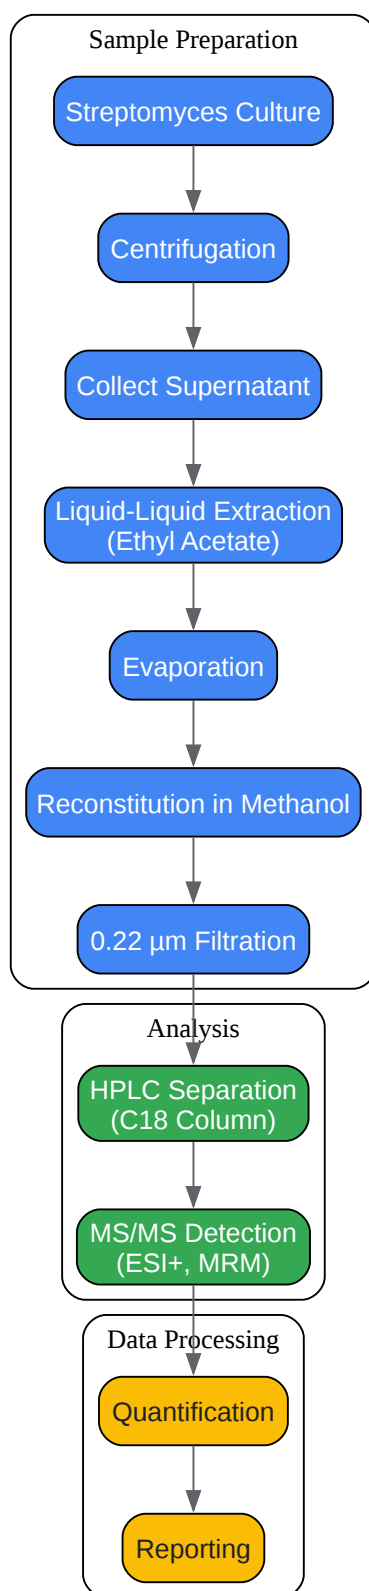 Sample Preparation
Streptomyces Culture
Centrifugation
Collect Supernatant
Liquid-Liquid Extraction
(Ethyl Acetate)
Evaporation
Reconstitution in Methanol
0.22 µm Filtration
Analysis
HPLC Separation
(C18 Column)
MS/MS Detection
(ESI+, MRM)
Data Processing
Quantification
Reporting